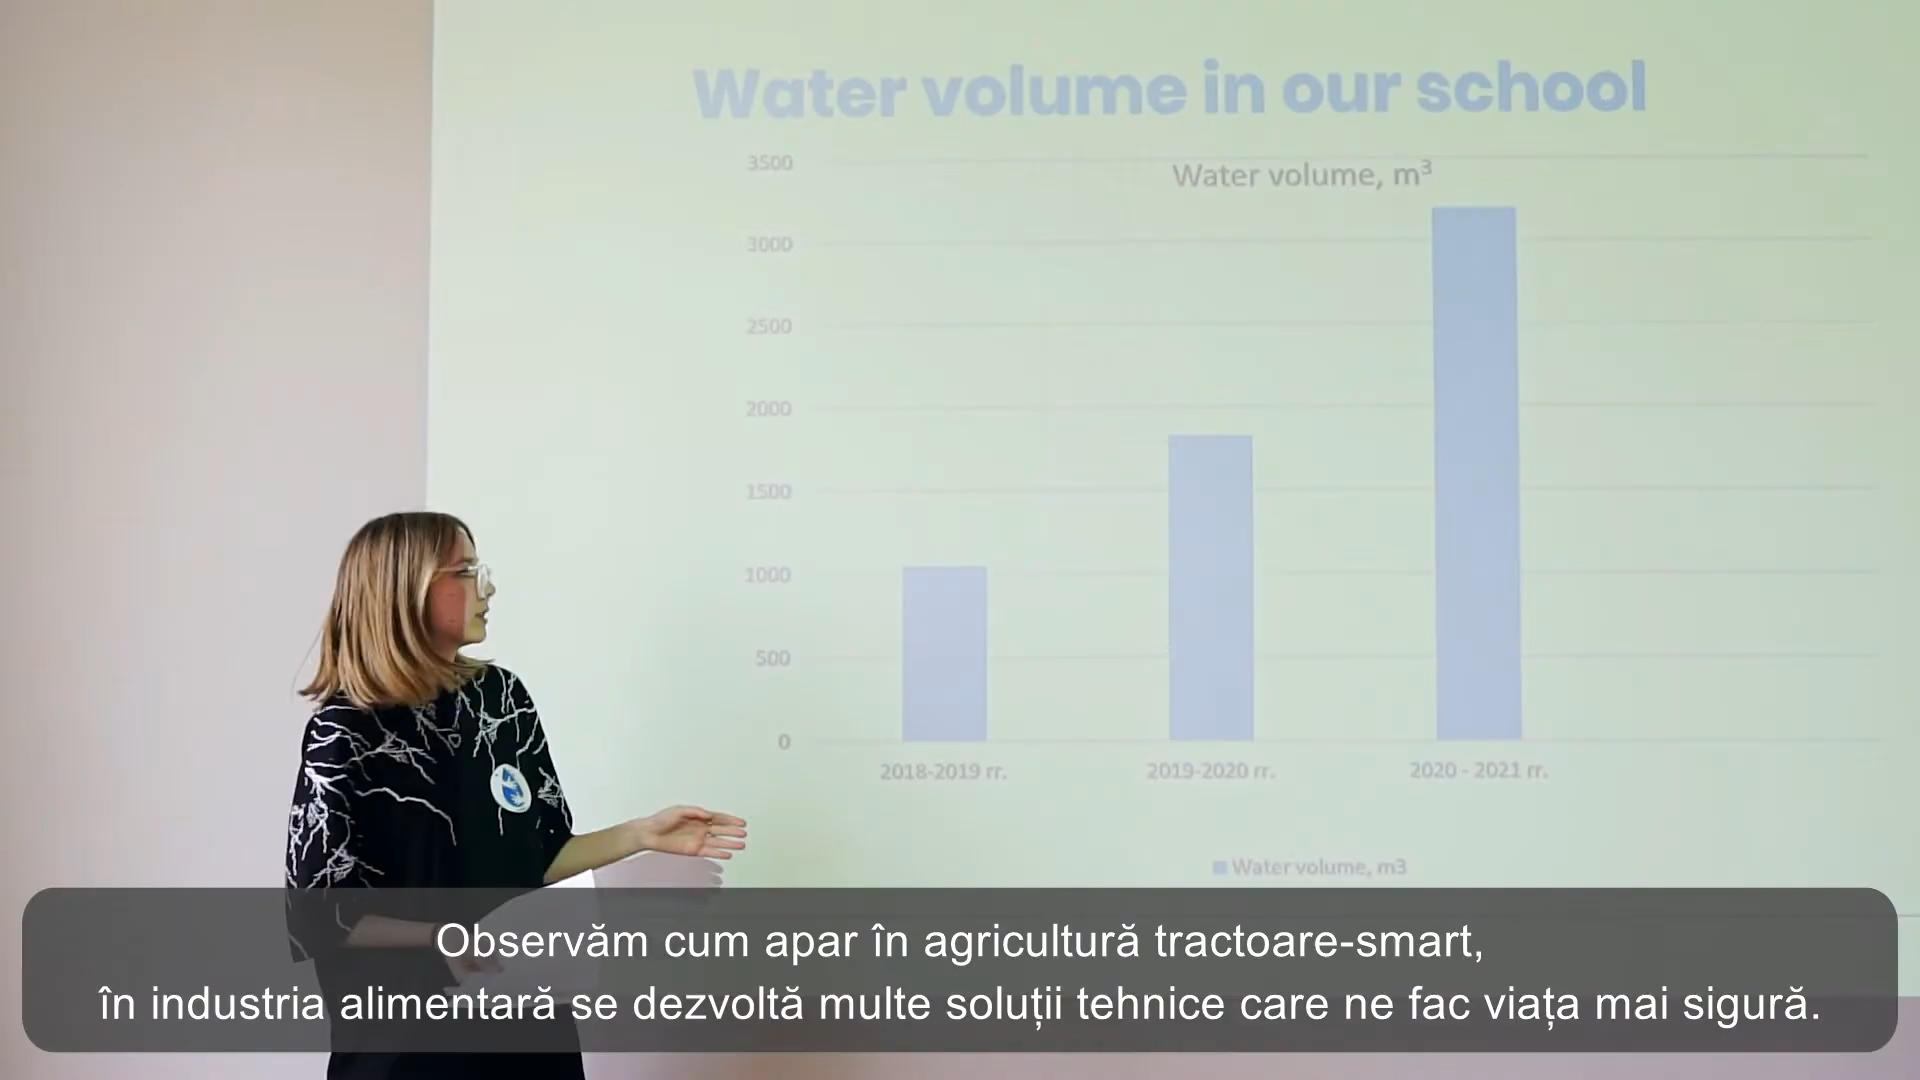 Water volume in our school
Water volume, m³
3500
3000
2500
2000
1500
1000
500
0
2018-2019 rr.
2019-2020 rr.
2020 - 2021 rr.
Water volume, m3
Observăm cum apar în agricultură tractoare-smart,
în industria alimentară se dezvoltă multe soluții tehnice care ne fac viața mai sigură.